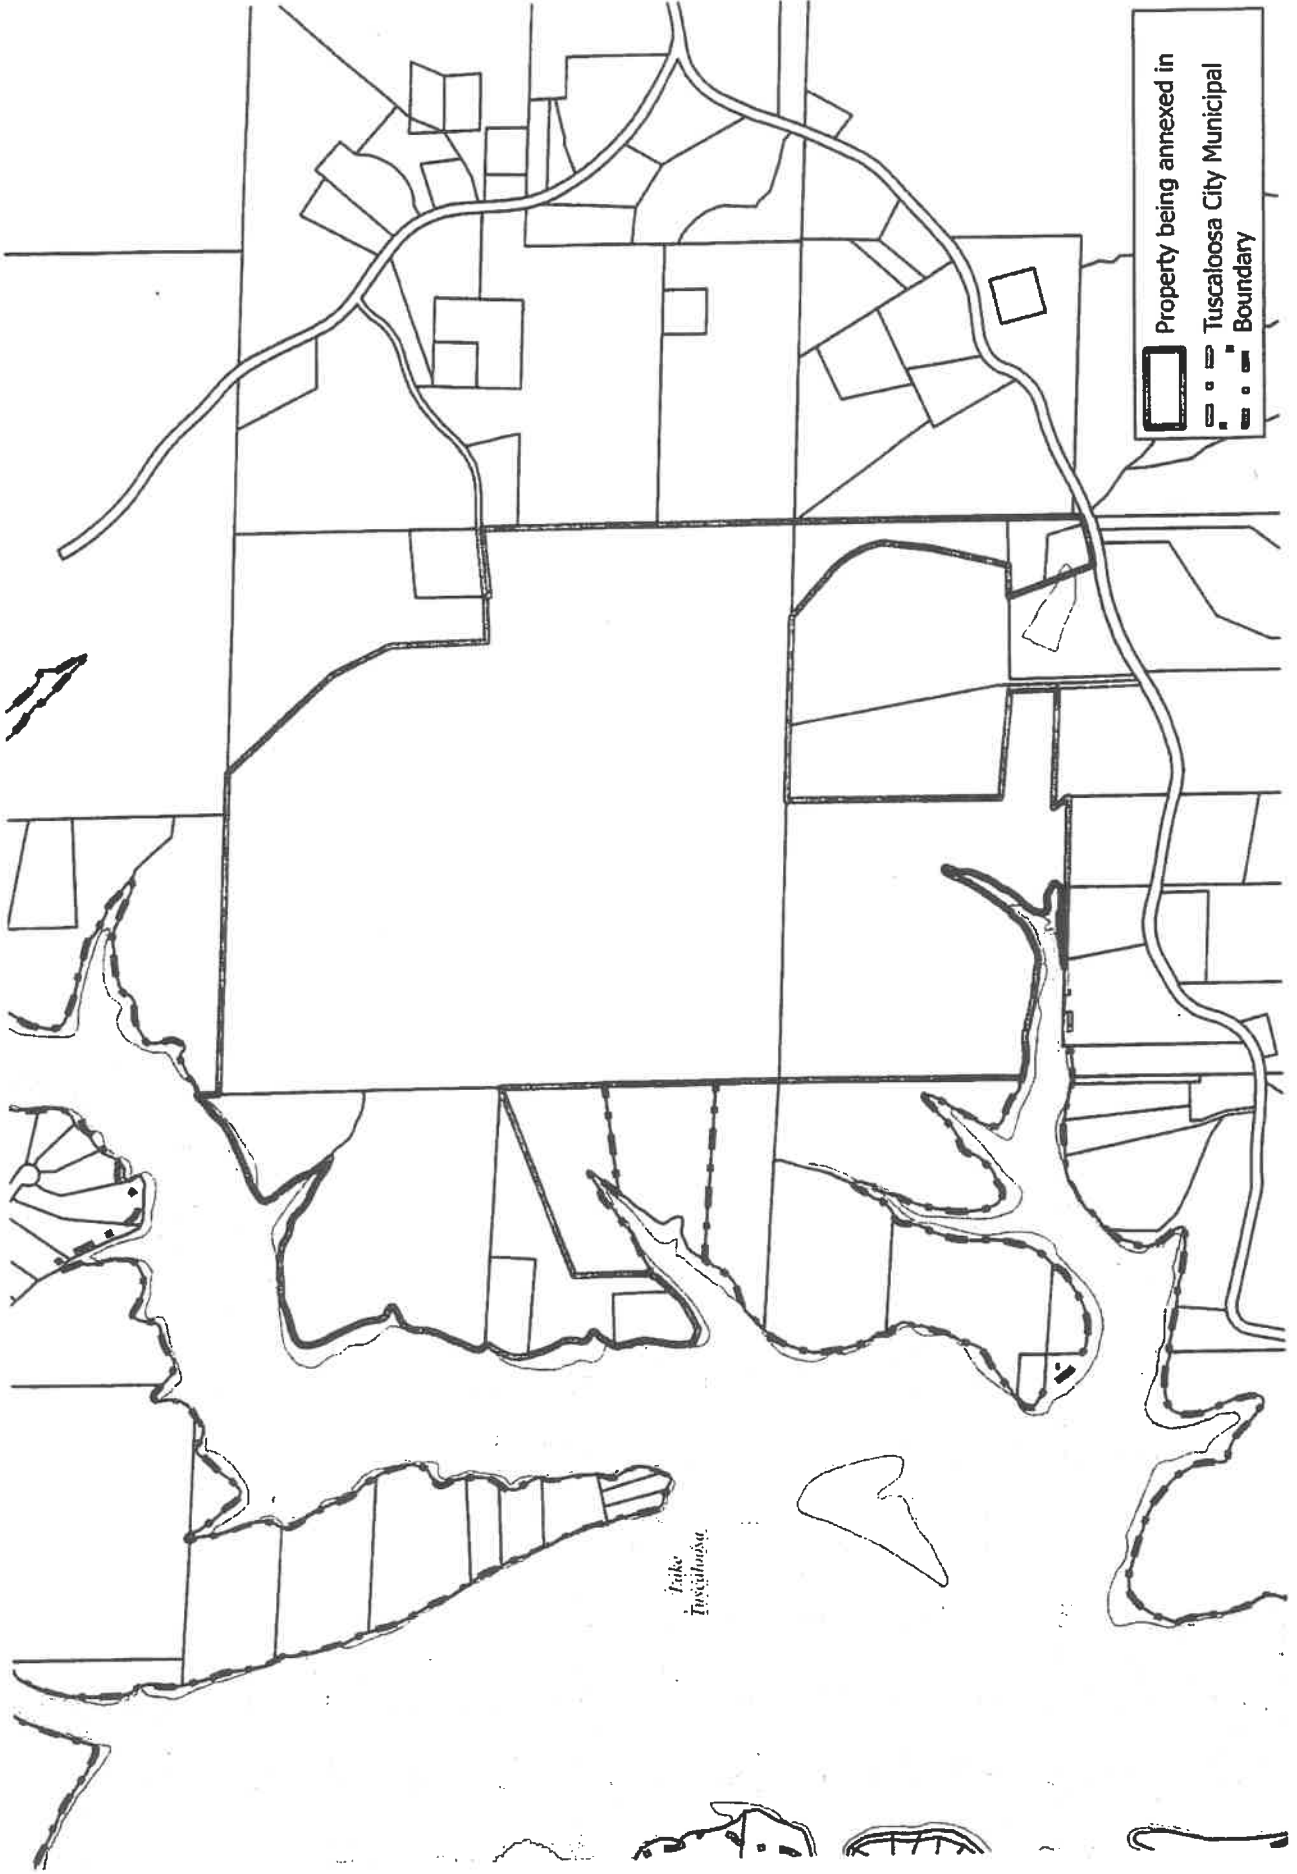 Property being annexed in
Tuscaloosa City Municipal
Boundary
Lake
Tuscaloosa